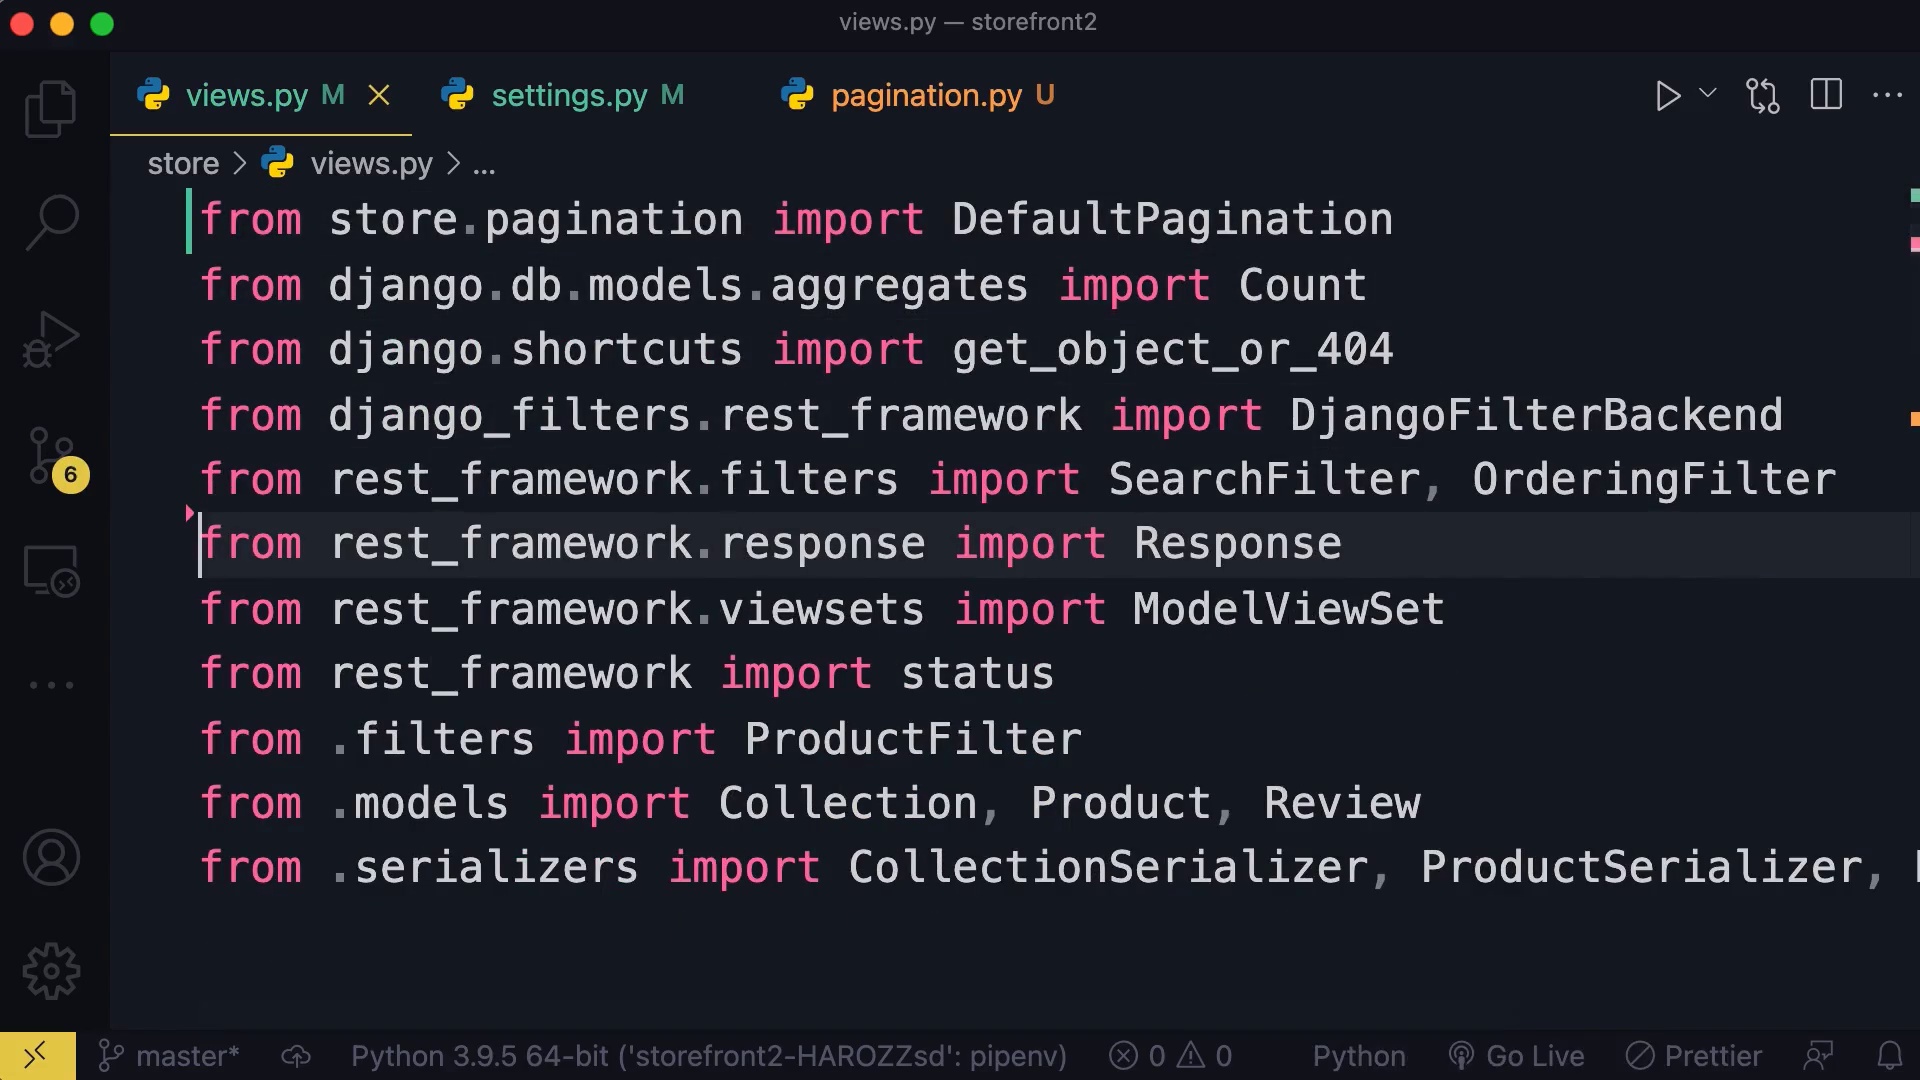 views.py — storefront2
views.py M settings.py M pagination.py U
store > views.py > ...
from store.pagination import DefaultPagination
from django.db.models.aggregates import Count
from django.shortcuts import get_object_or_404
from django_filters.rest_framework import DjangoFilterBackend
from rest_framework.filters import SearchFilter, OrderingFilter
from rest_framework.response import Response
from rest_framework.viewsets import ModelViewSet
from rest_framework import status
from .filters import ProductFilter
from .models import Collection, Product, Review
from .serializers import CollectionSerializer, ProductSerializer,
6
master* Python 3.9.5 64-bit ('storefront2-HAROZZsd': pipenv) 0 0 Python Go Live Prettier